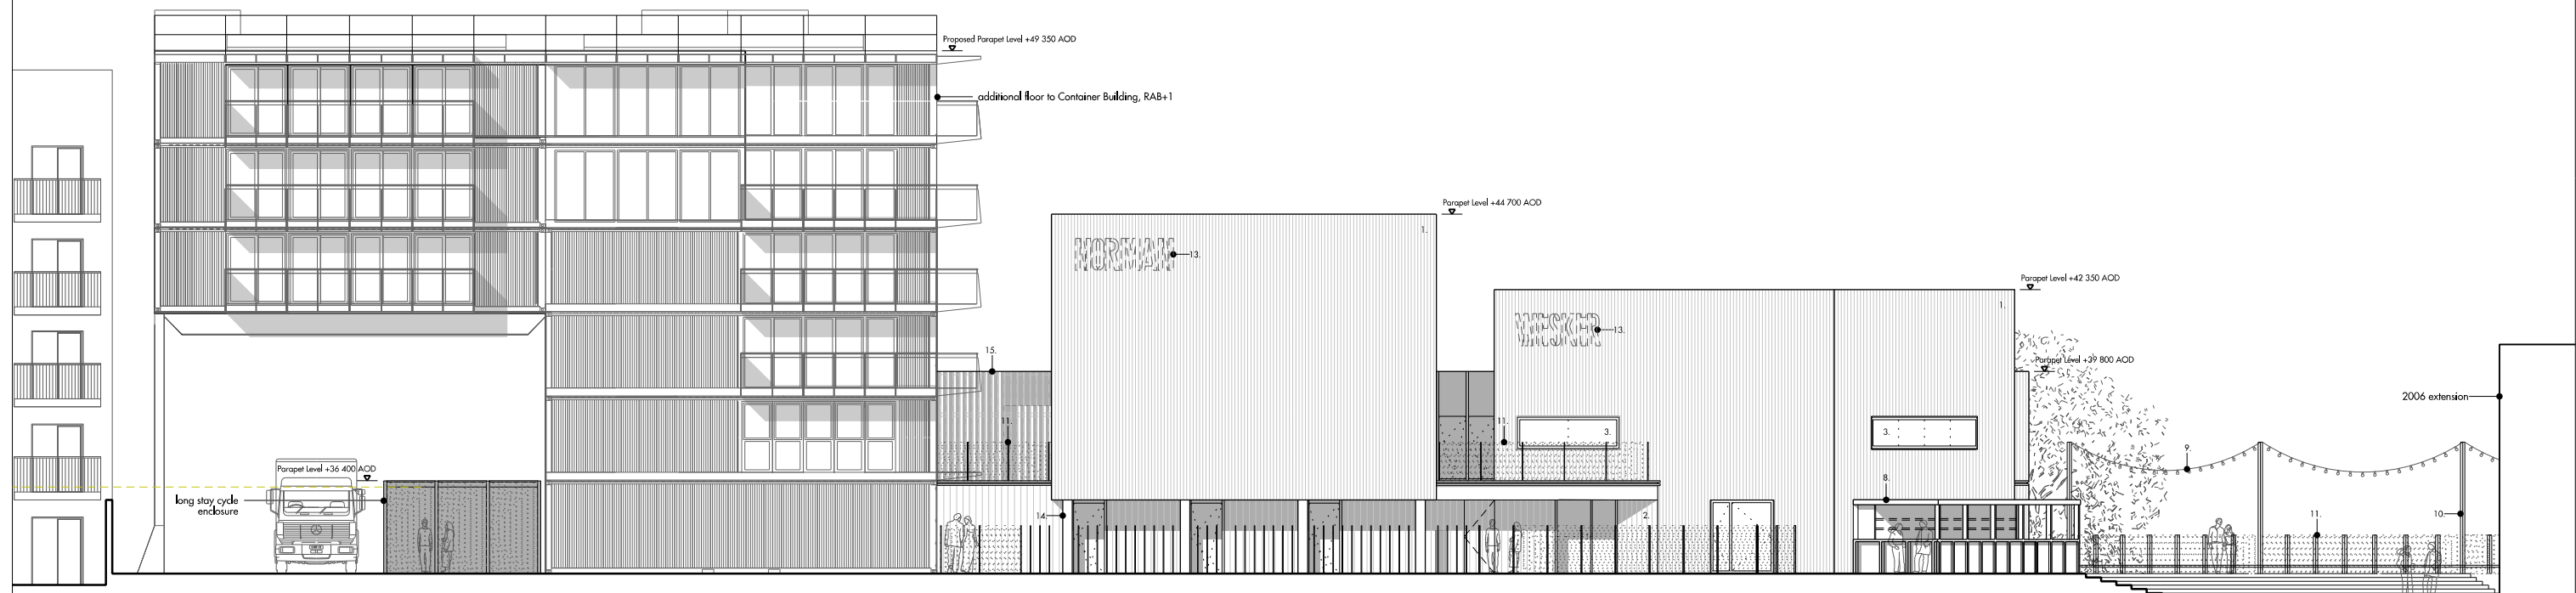 Proposed Parapet Level +49 350 AOD
additional floor to Container Building, RAB+1
Parapet Level +44 700 AOD
1.
NORMAN
13.
Parapet Level +42 350 AOD
1.
WESKER
13.
15.
Parapet Level +39 800 AOD
2006 extension
11.
11.
3.
3.
9.
Parapet Level +36 400 AOD
long stay cycle
enclosure
8.
14.
2.
11.
10.